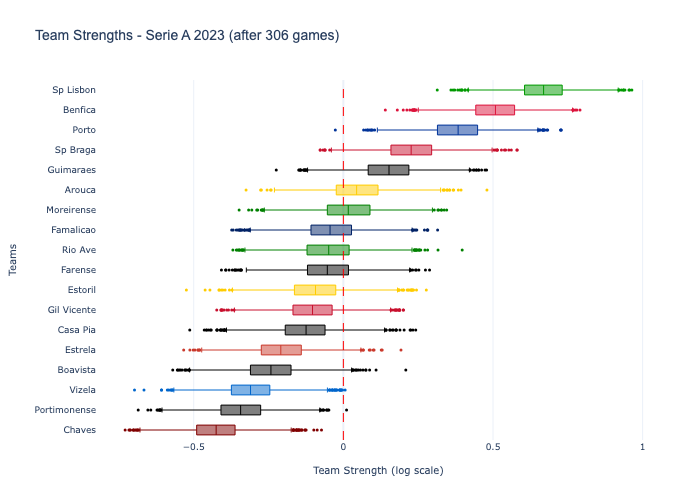 Team Strengths - Serie A 2023 (after 306 games)
Sp Lisbon
Benfica
Porto
Sp Braga
Guimaraes
Arouca
Moreirense
Famalicao
Rio Ave
Farense
Estoril
Gil Vicente
Casa Pia
Estrela
Boavista
Vizela
Portimonense
Chaves
Teams
−0.5 0 0.5 1
Team Strength (log scale)